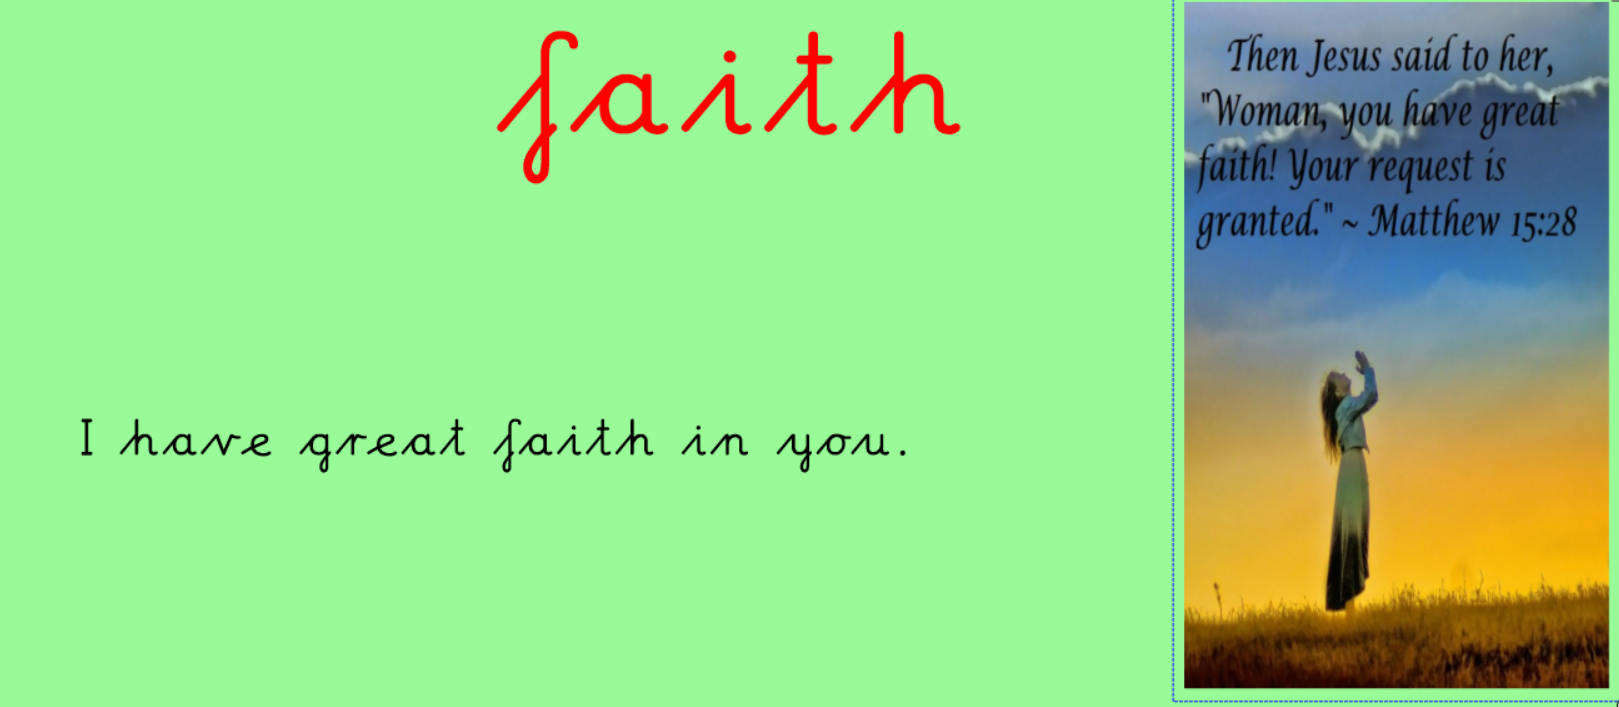 faith
I have great faith in you.
Then Jesus said to her,
"Woman, you have great
faith! Your request is
granted." ~ Matthew 15:28